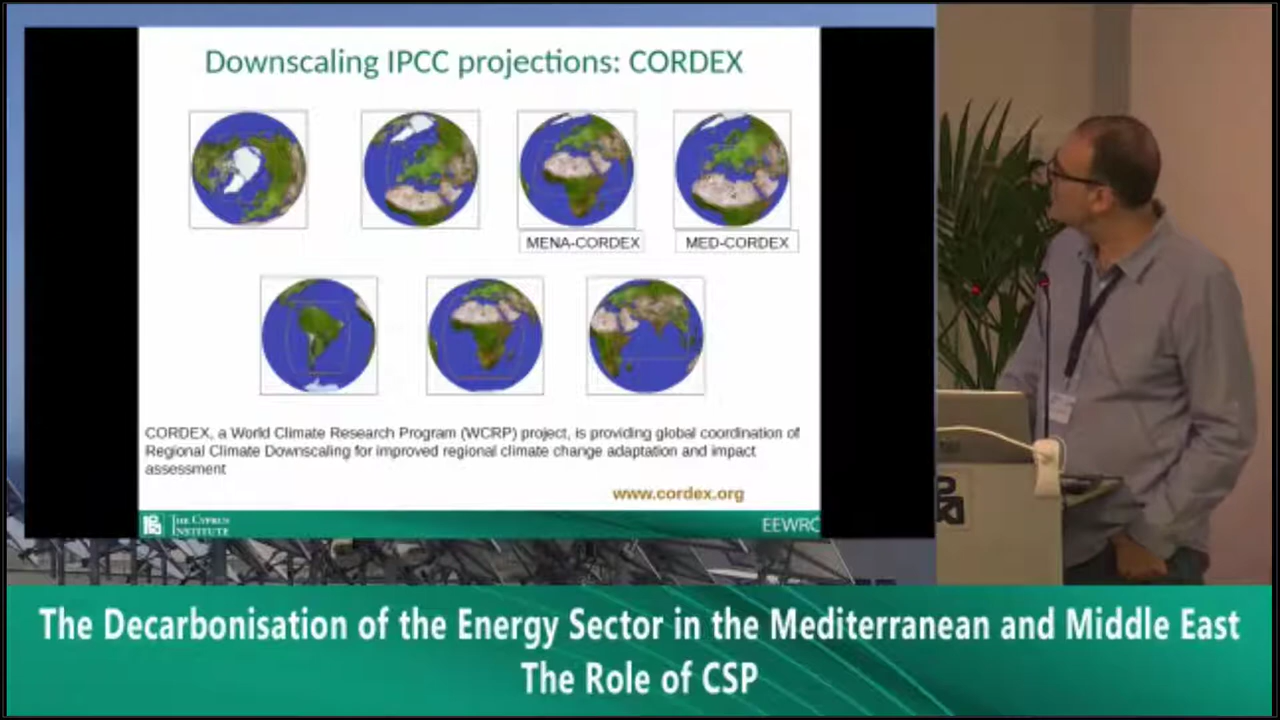 Downscaling IPCC projections: CORDEX
MENA-CORDEX
MED-CORDEX
CORDEX, a World Climate Research Program (WCRP) project, is providing global coordination of
Regional Climate Downscaling for improved regional climate change adaptation and impact
assessment
www.cordex.org
THE CYPRUS
INSTITUTE
EEWRC
The Decarbonisation of the Energy Sector in the Mediterranean and Middle East
The Role of CSP